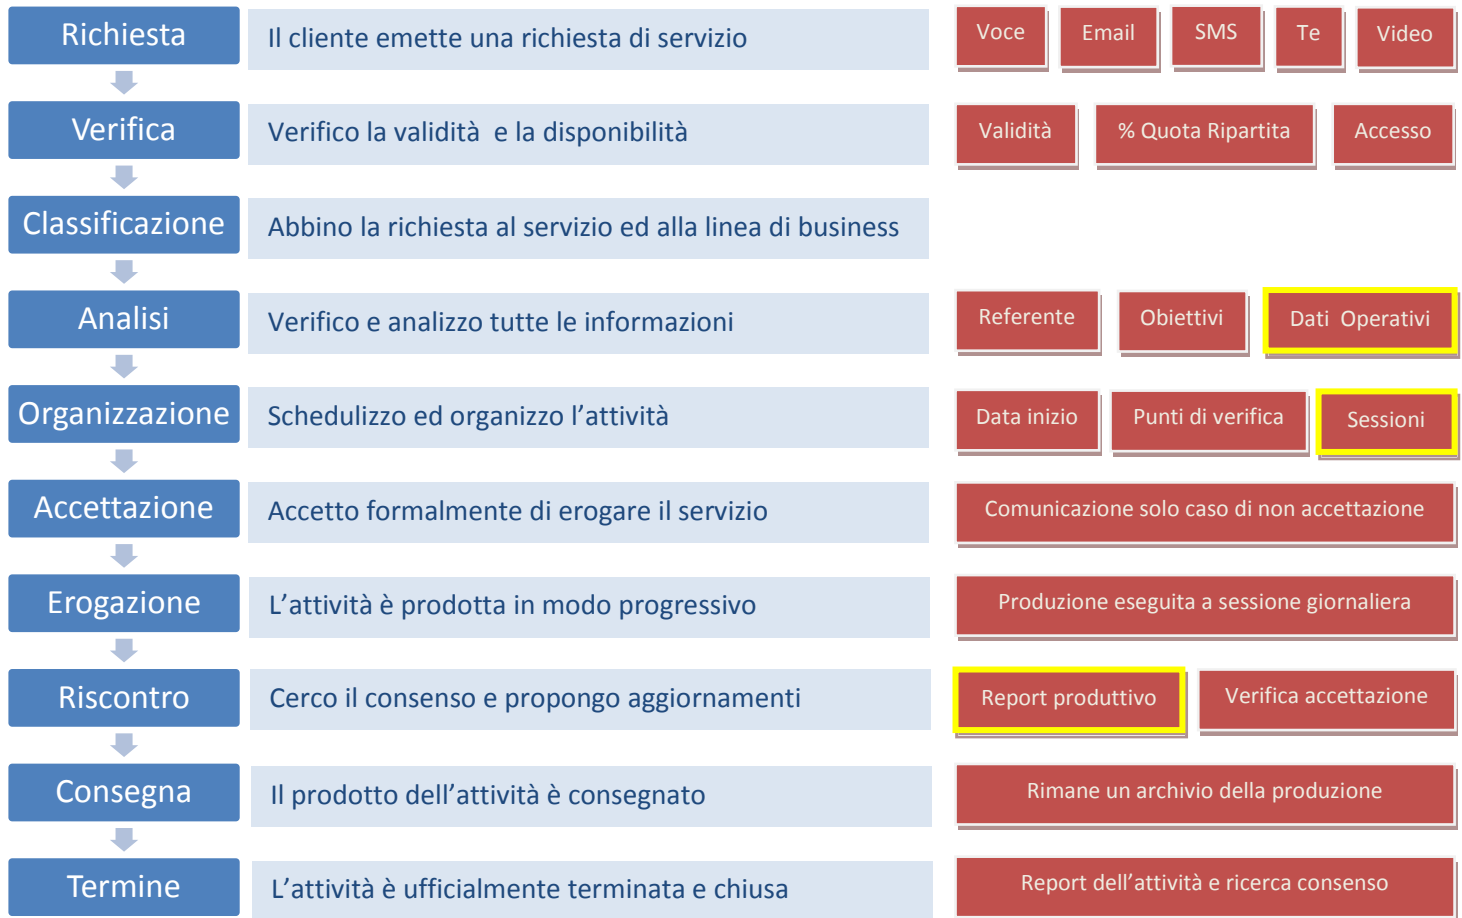 Richiesta
Il cliente emette una richiesta di servizio
Voce
Email
SMS
Te
Video
Verifica
Verifico la validità e la disponibilità
Validità
% Quota Ripartita
Accesso
Classificazione
Abbino la richiesta al servizio ed alla linea di business
Analisi
Verifico e analizzo tutte le informazioni
Referente
Obiettivi
Dati Operativi
Organizzazione
Schedulizzo ed organizzo l’attività
Data inizio
Punti di verifica
Sessioni
Accettazione
Accetto formalmente di erogare il servizio
Comunicazione solo caso di non accettazione
Erogazione
L’attività è prodotta in modo progressivo
Produzione eseguita a sessione giornaliera
Riscontro
Cerco il consenso e propongo aggiornamenti
Report produttivo
Verifica accettazione
Consegna
Il prodotto dell’attività è consegnato
Rimane un archivio della produzione
Termine
L’attività è ufficialmente terminata e chiusa
Report dell’attività e ricerca consenso